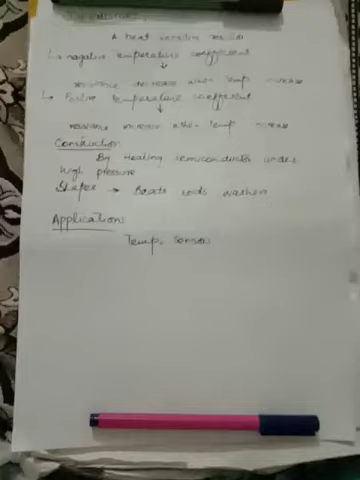 A heat sensitive resistor
↳ nagative temperature coefficient
↓
resistance decrease when temp increase
↳ Positive temperature coefficient
↓
resistance increase when temp increase
Construction
By Heating semiconductor under
high pressure
Shapes → Beads rods washers
Application
Temp. Sensor